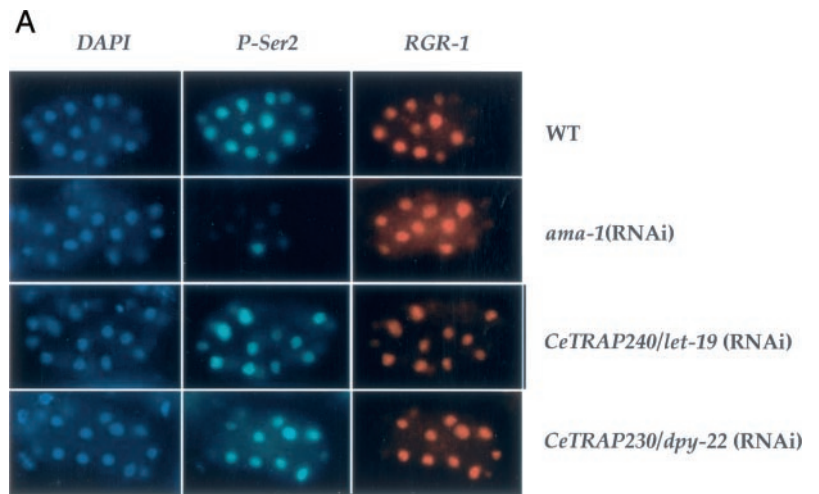 A
DAPI P-Ser2 RGR-1
WT
ama-1(RNAi)
CeTRAP240/let-19 (RNAi)
CeTRAP230/dpy-22 (RNAi)